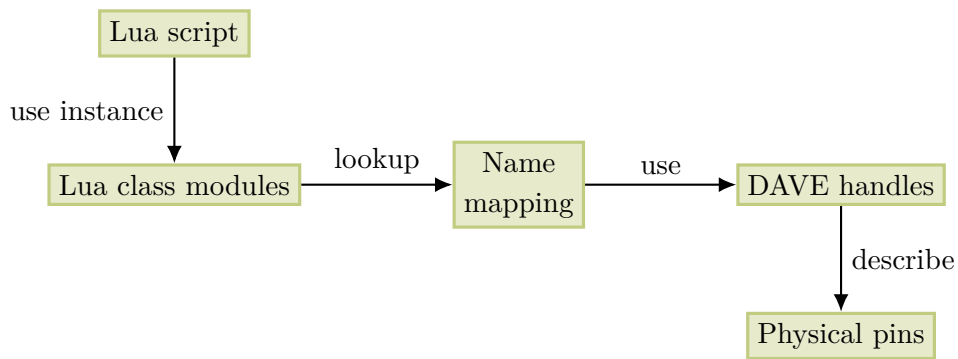 Lua script
use instance
Lua class modules
lookup
Name
mapping
use
DAVE handles
describe
Physical pins